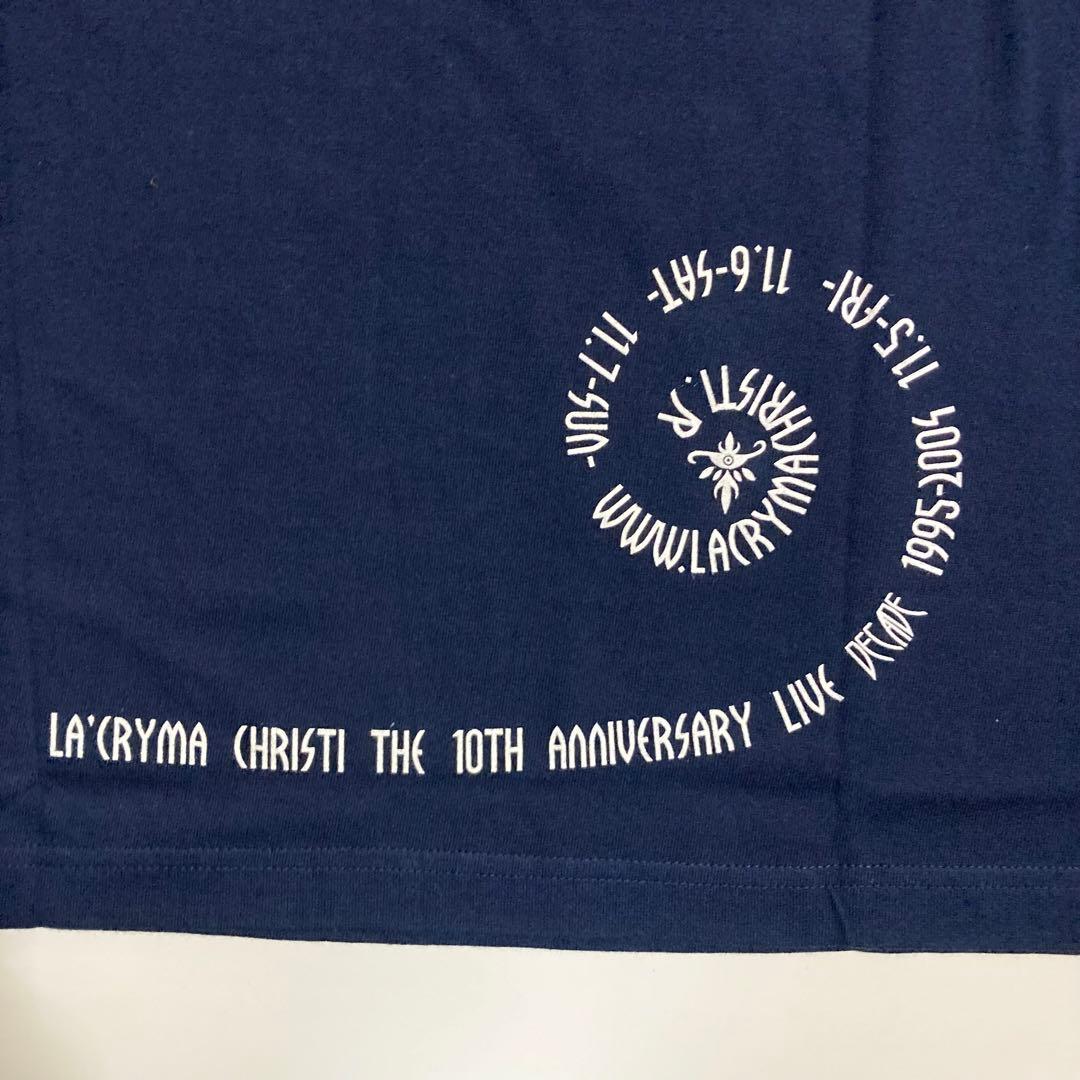 LA'CRYMA CHRISTI THE 10TH ANNIVERSARY LIVE DECADE 1995-2004 11.5-FRI- 11.6-SAT- 11.7-SUN- WWW.LACRYMACHRISTI.